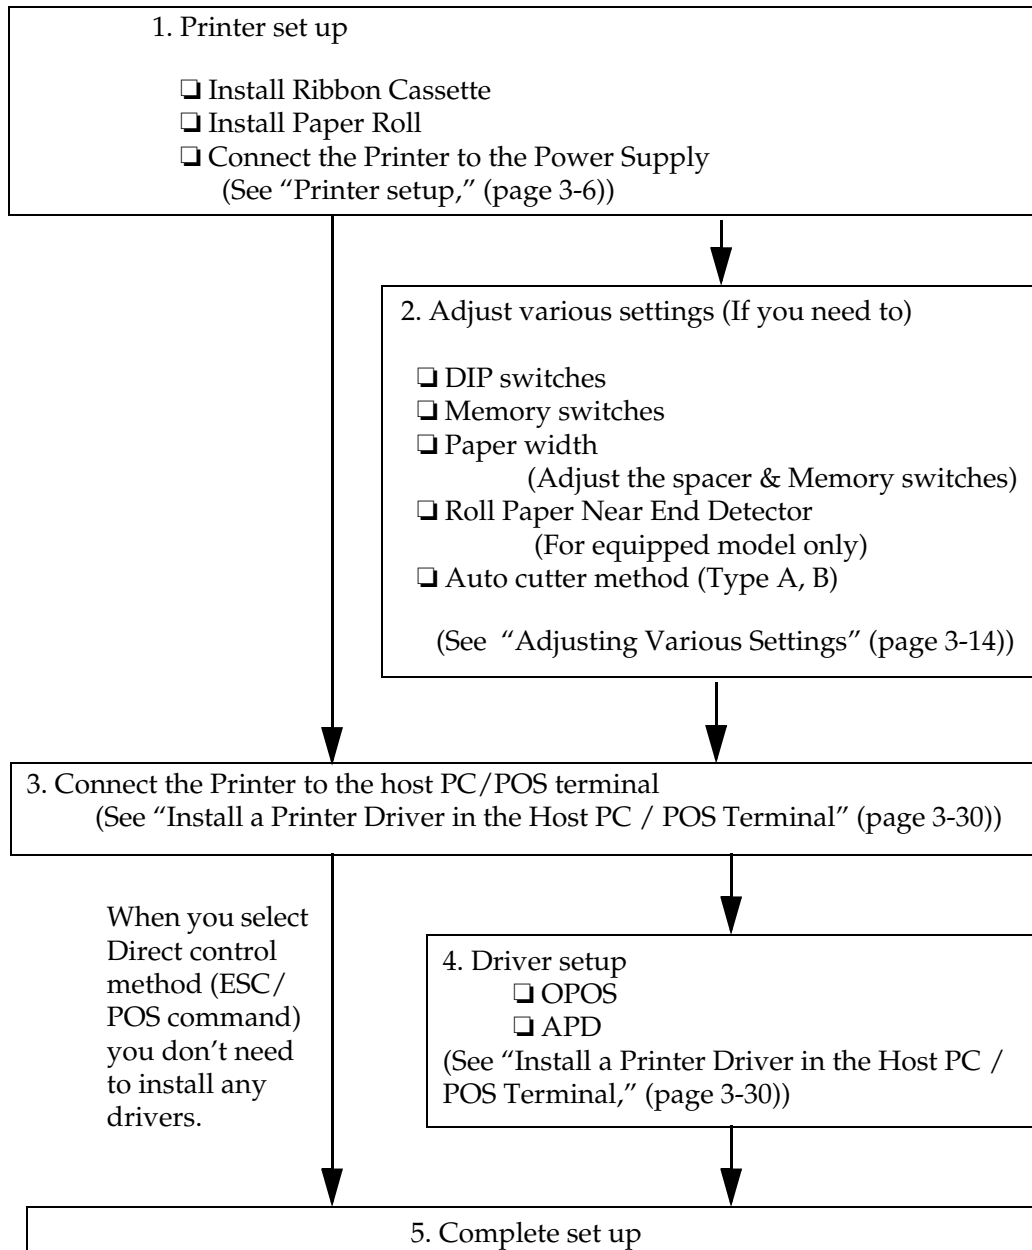 1. Printer set up
❏ Install Ribbon Cassette
❏ Install Paper Roll
❏ Connect the Printer to the Power Supply
(See “Printer setup,” (page 3-6))
2. Adjust various settings (If you need to)
❏ DIP switches
❏ Memory switches
❏ Paper width
(Adjust the spacer & Memory switches)
❏ Roll Paper Near End Detector
(For equipped model only)
❏ Auto cutter method (Type A, B)
(See “Adjusting Various Settings” (page 3-14))
3. Connect the Printer to the host PC/POS terminal
(See “Install a Printer Driver in the Host PC / POS Terminal” (page 3-30))
When you select
Direct control
method (ESC/
POS command)
you don’t need
to install any
drivers.
4. Driver setup
❏ OPOS
❏ APD
(See “Install a Printer Driver in the Host PC /
POS Terminal,” (page 3-30))
5. Complete set up